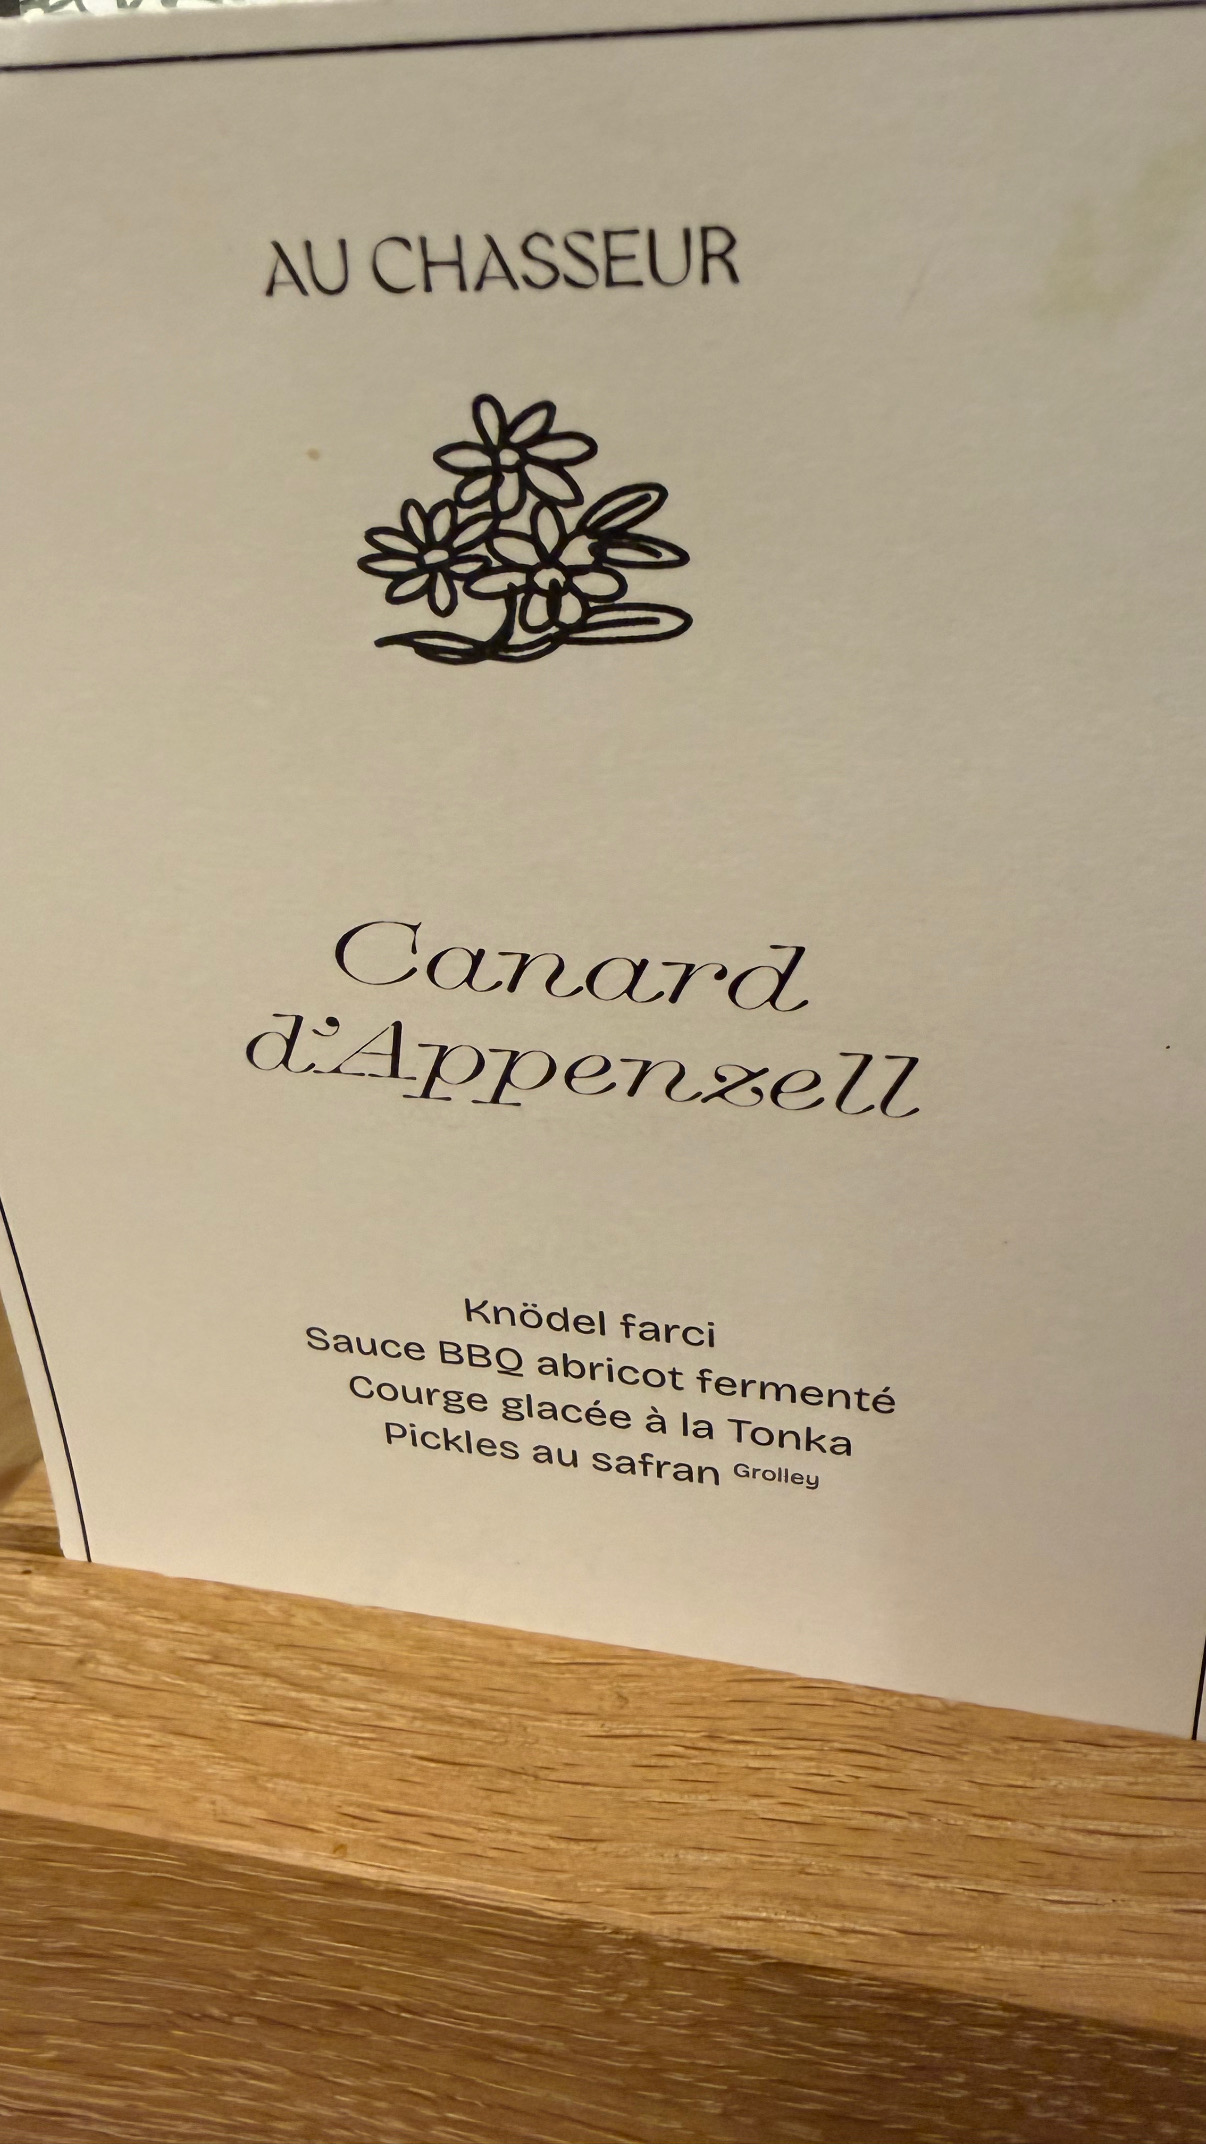 AU CHASSEUR
Canard
d'Appenzell
Knödel farci
Sauce BBQ abricot fermenté
Courge glacée à la Tonka
Pickles au safran Grolley